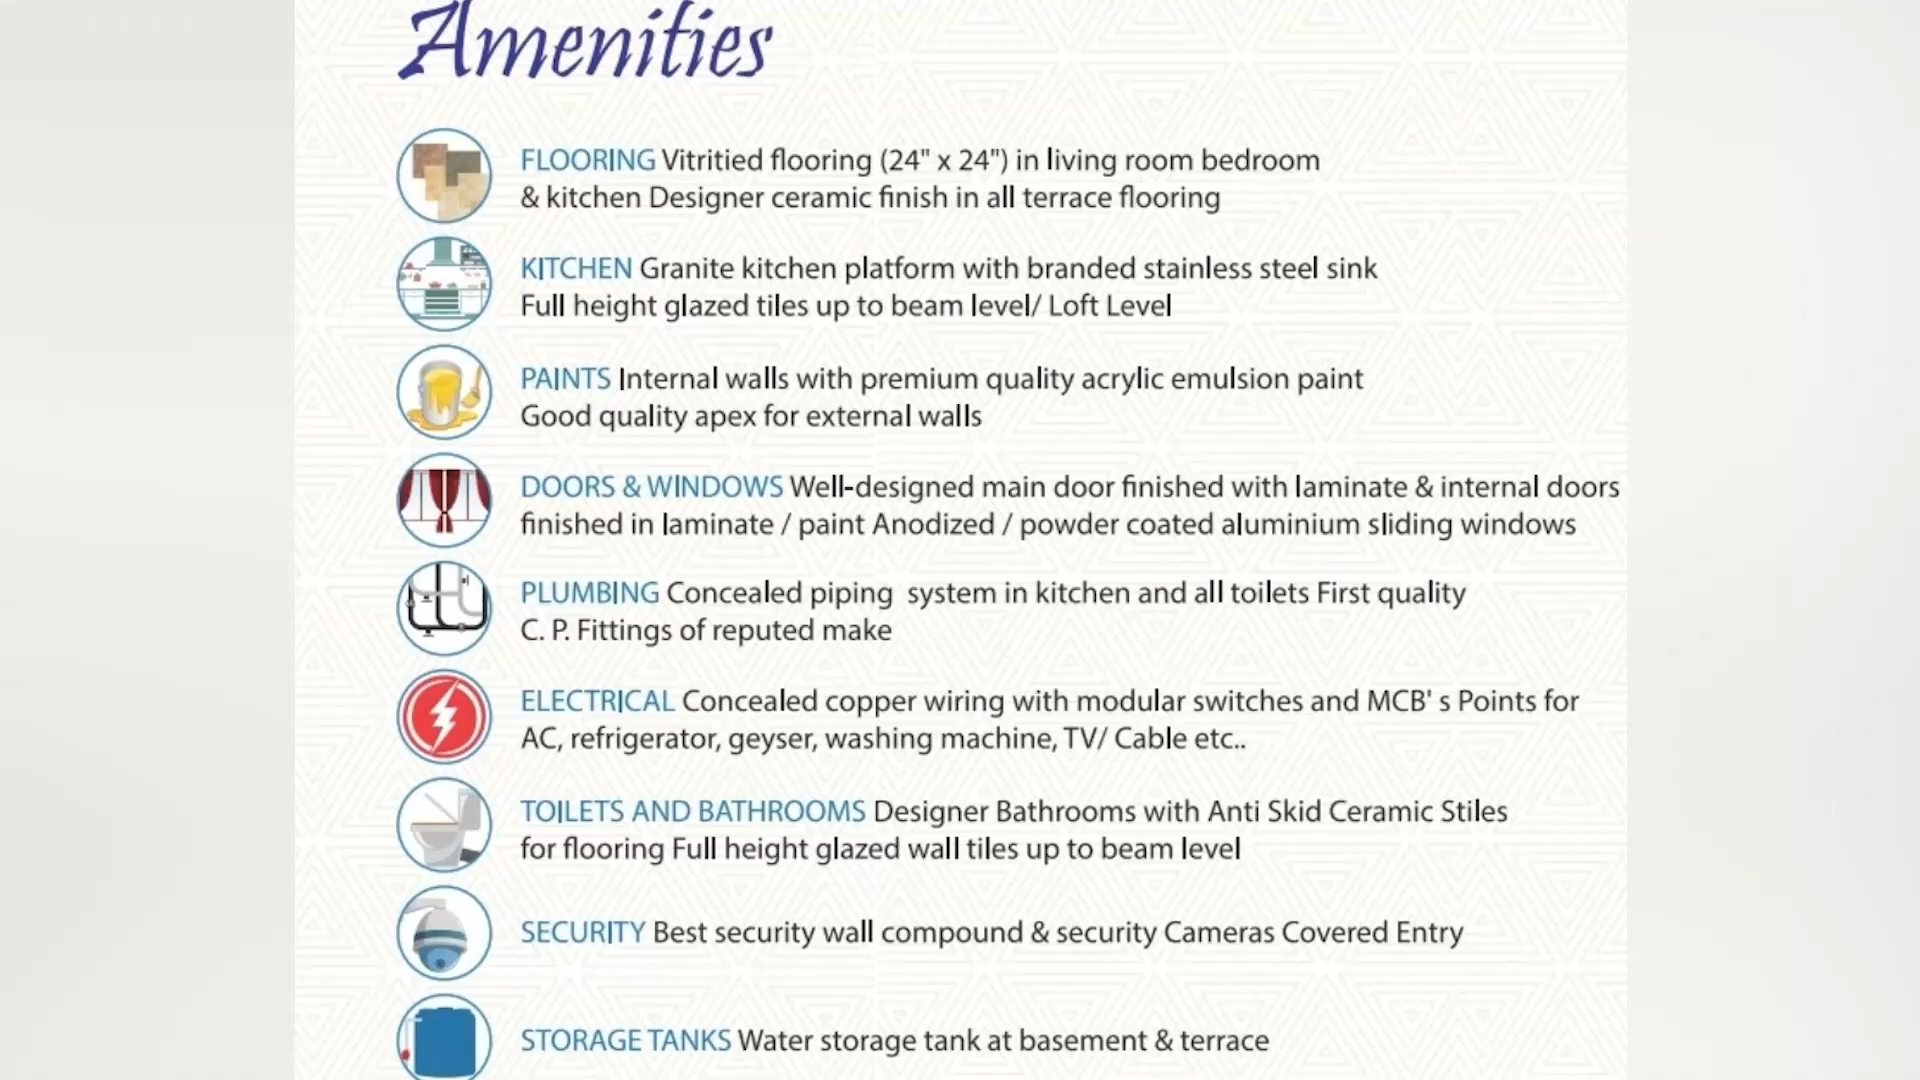 Amenities
FLOORING Vitritied flooring (24" x 24") in living room bedroom
& kitchen Designer ceramic finish in all terrace flooring
KITCHEN Granite kitchen platform with branded stainless steel sink
Full height glazed tiles up to beam level/ Loft Level
PAINTS Internal walls with premium quality acrylic emulsion paint
Good quality apex for external walls
DOORS & WINDOWS Well-designed main door finished with laminate & internal doors
finished in laminate / paint Anodized / powder coated aluminium sliding windows
PLUMBING Concealed piping  system in kitchen and all toilets First quality
C. P. Fittings of reputed make
ELECTRICAL Concealed copper wiring with modular switches and MCB' s Points for
AC, refrigerator, geyser, washing machine, TV/ Cable etc..
TOILETS AND BATHROOMS Designer Bathrooms with Anti Skid Ceramic Stiles
for flooring Full height glazed wall tiles up to beam level
SECURITY Best security wall compound & security Cameras Covered Entry
STORAGE TANKS Water storage tank at basement & terrace